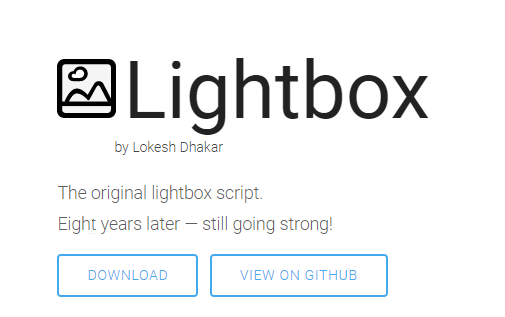 Lightbox
by Lokesh Dhakar
The original lightbox script.
Eight years later — still going strong!
DOWNLOAD
VIEW ON GITHUB